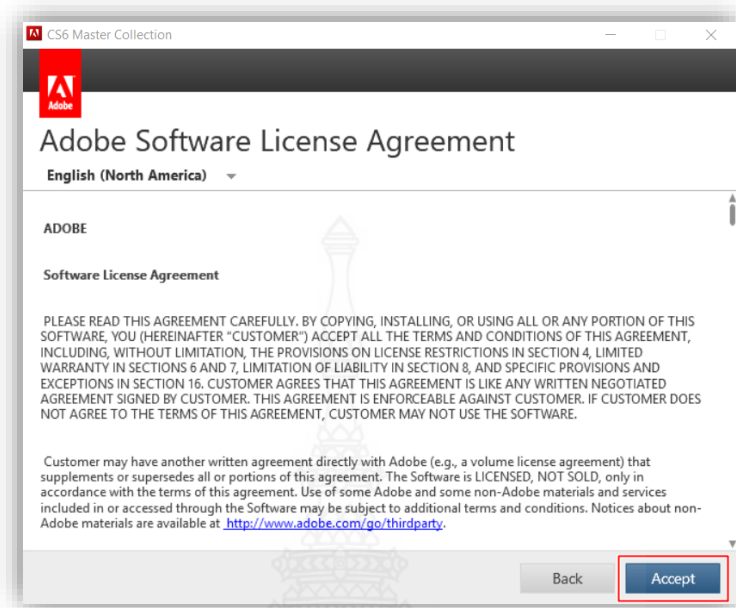 CS6 Master Collection
Adobe
Adobe Software License Agreement
English (North America)
ADOBE
Software License Agreement
PLEASE READ THIS AGREEMENT CAREFULLY. BY COPYING, INSTALLING, OR USING ALL OR ANY PORTION OF THIS
SOFTWARE, YOU (HEREINAFTER “CUSTOMER”) ACCEPT ALL THE TERMS AND CONDITIONS OF THIS AGREEMENT,
INCLUDING, WITHOUT LIMITATION, THE PROVISIONS ON LICENSE RESTRICTIONS IN SECTION 4, LIMITED
WARRANTY IN SECTIONS 6 AND 7, LIMITATION OF LIABILITY IN SECTION 8, AND SPECIFIC PROVISIONS AND
EXCEPTIONS IN SECTION 16. CUSTOMER AGREES THAT THIS AGREEMENT IS LIKE ANY WRITTEN NEGOTIATED
AGREEMENT SIGNED BY CUSTOMER. THIS AGREEMENT IS ENFORCEABLE AGAINST CUSTOMER. IF CUSTOMER DOES
NOT AGREE TO THE TERMS OF THIS AGREEMENT, CUSTOMER MAY NOT USE THE SOFTWARE.
Customer may have another written agreement directly with Adobe (e.g., a volume license agreement) that
supplements or supersedes all or portions of this agreement. The Software is LICENSED, NOT SOLD, only in
accordance with the terms of this agreement. Use of some Adobe and some non-Adobe materials and services
included in or accessed through the Software may be subject to additional terms and conditions. Notices about non-
Adobe materials are available at http://www.adobe.com/go/thirdparty.
Back
Accept